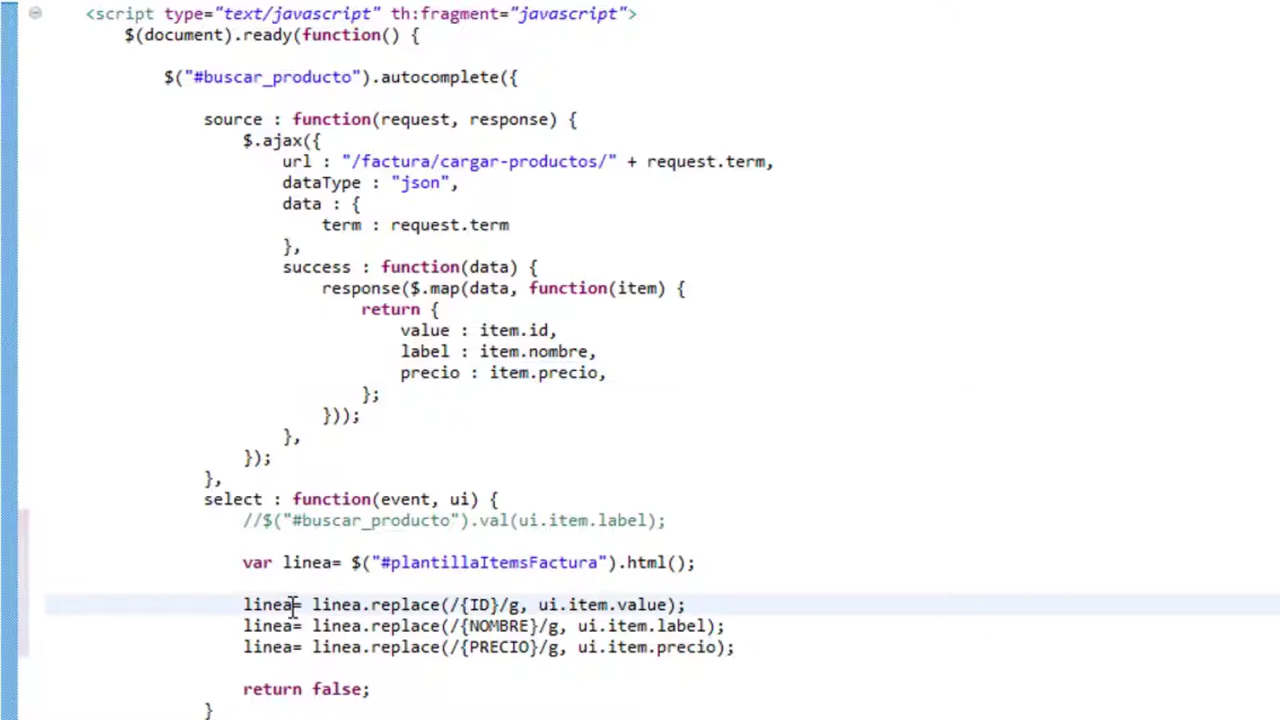 <script type="text/javascript" th:fragment="javascript">
$(document).ready(function() {
$("#buscar_producto").autocomplete({
source : function(request, response) {
$.ajax({
url : "/factura/cargar-productos/" + request.term,
dataType : "json",
data : {
term : request.term
},
success : function(data) {
response($.map(data, function(item) {
return {
value : item.id,
label : item.nombre,
precio : item.precio,
};
}));
},
});
},
select : function(event, ui) {
//$("#buscar_producto").val(ui.item.label);
var linea= $("#plantillaItemsFactura").html();
linea= linea.replace(/{ID}/g, ui.item.value);
linea= linea.replace(/{NOMBRE}/g, ui.item.label);
linea= linea.replace(/{PRECIO}/g, ui.item.precio);
return false;
}